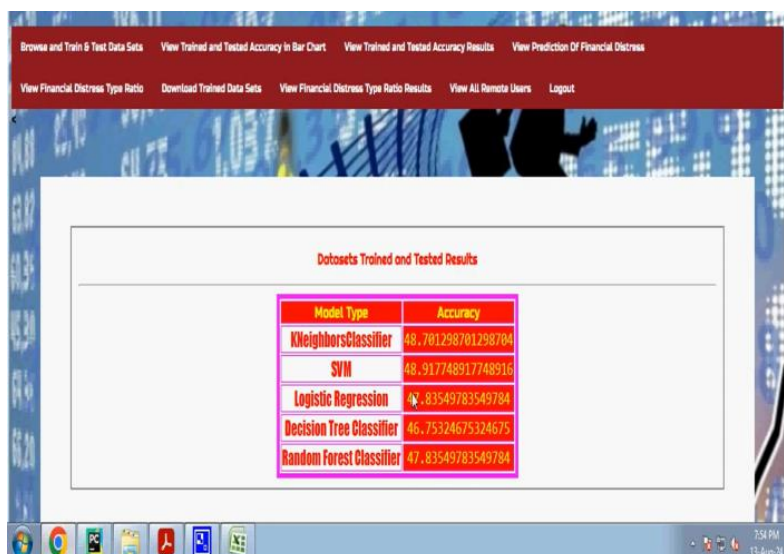 Browse and Train & Test Data Sets View Trained and Tested Accuracy in Bar Chart View Trained and Tested Accuracy Results View Prediction Of Financial Distress
View Financial Distress Type Ratio Download Trained Data Sets View Financial Distress Type Ratio Results View All Remote Users Logout
Datasets Trained and Tested Results
Model Type Accuracy
KNeighborsClassifier 48.701298701298704
SVM 48.917748917748916
Logistic Regression 47.83549783549784
Decision Tree Classifier 46.75324675324675
Random Forest Classifier 47.83549783549784
7:54 PM